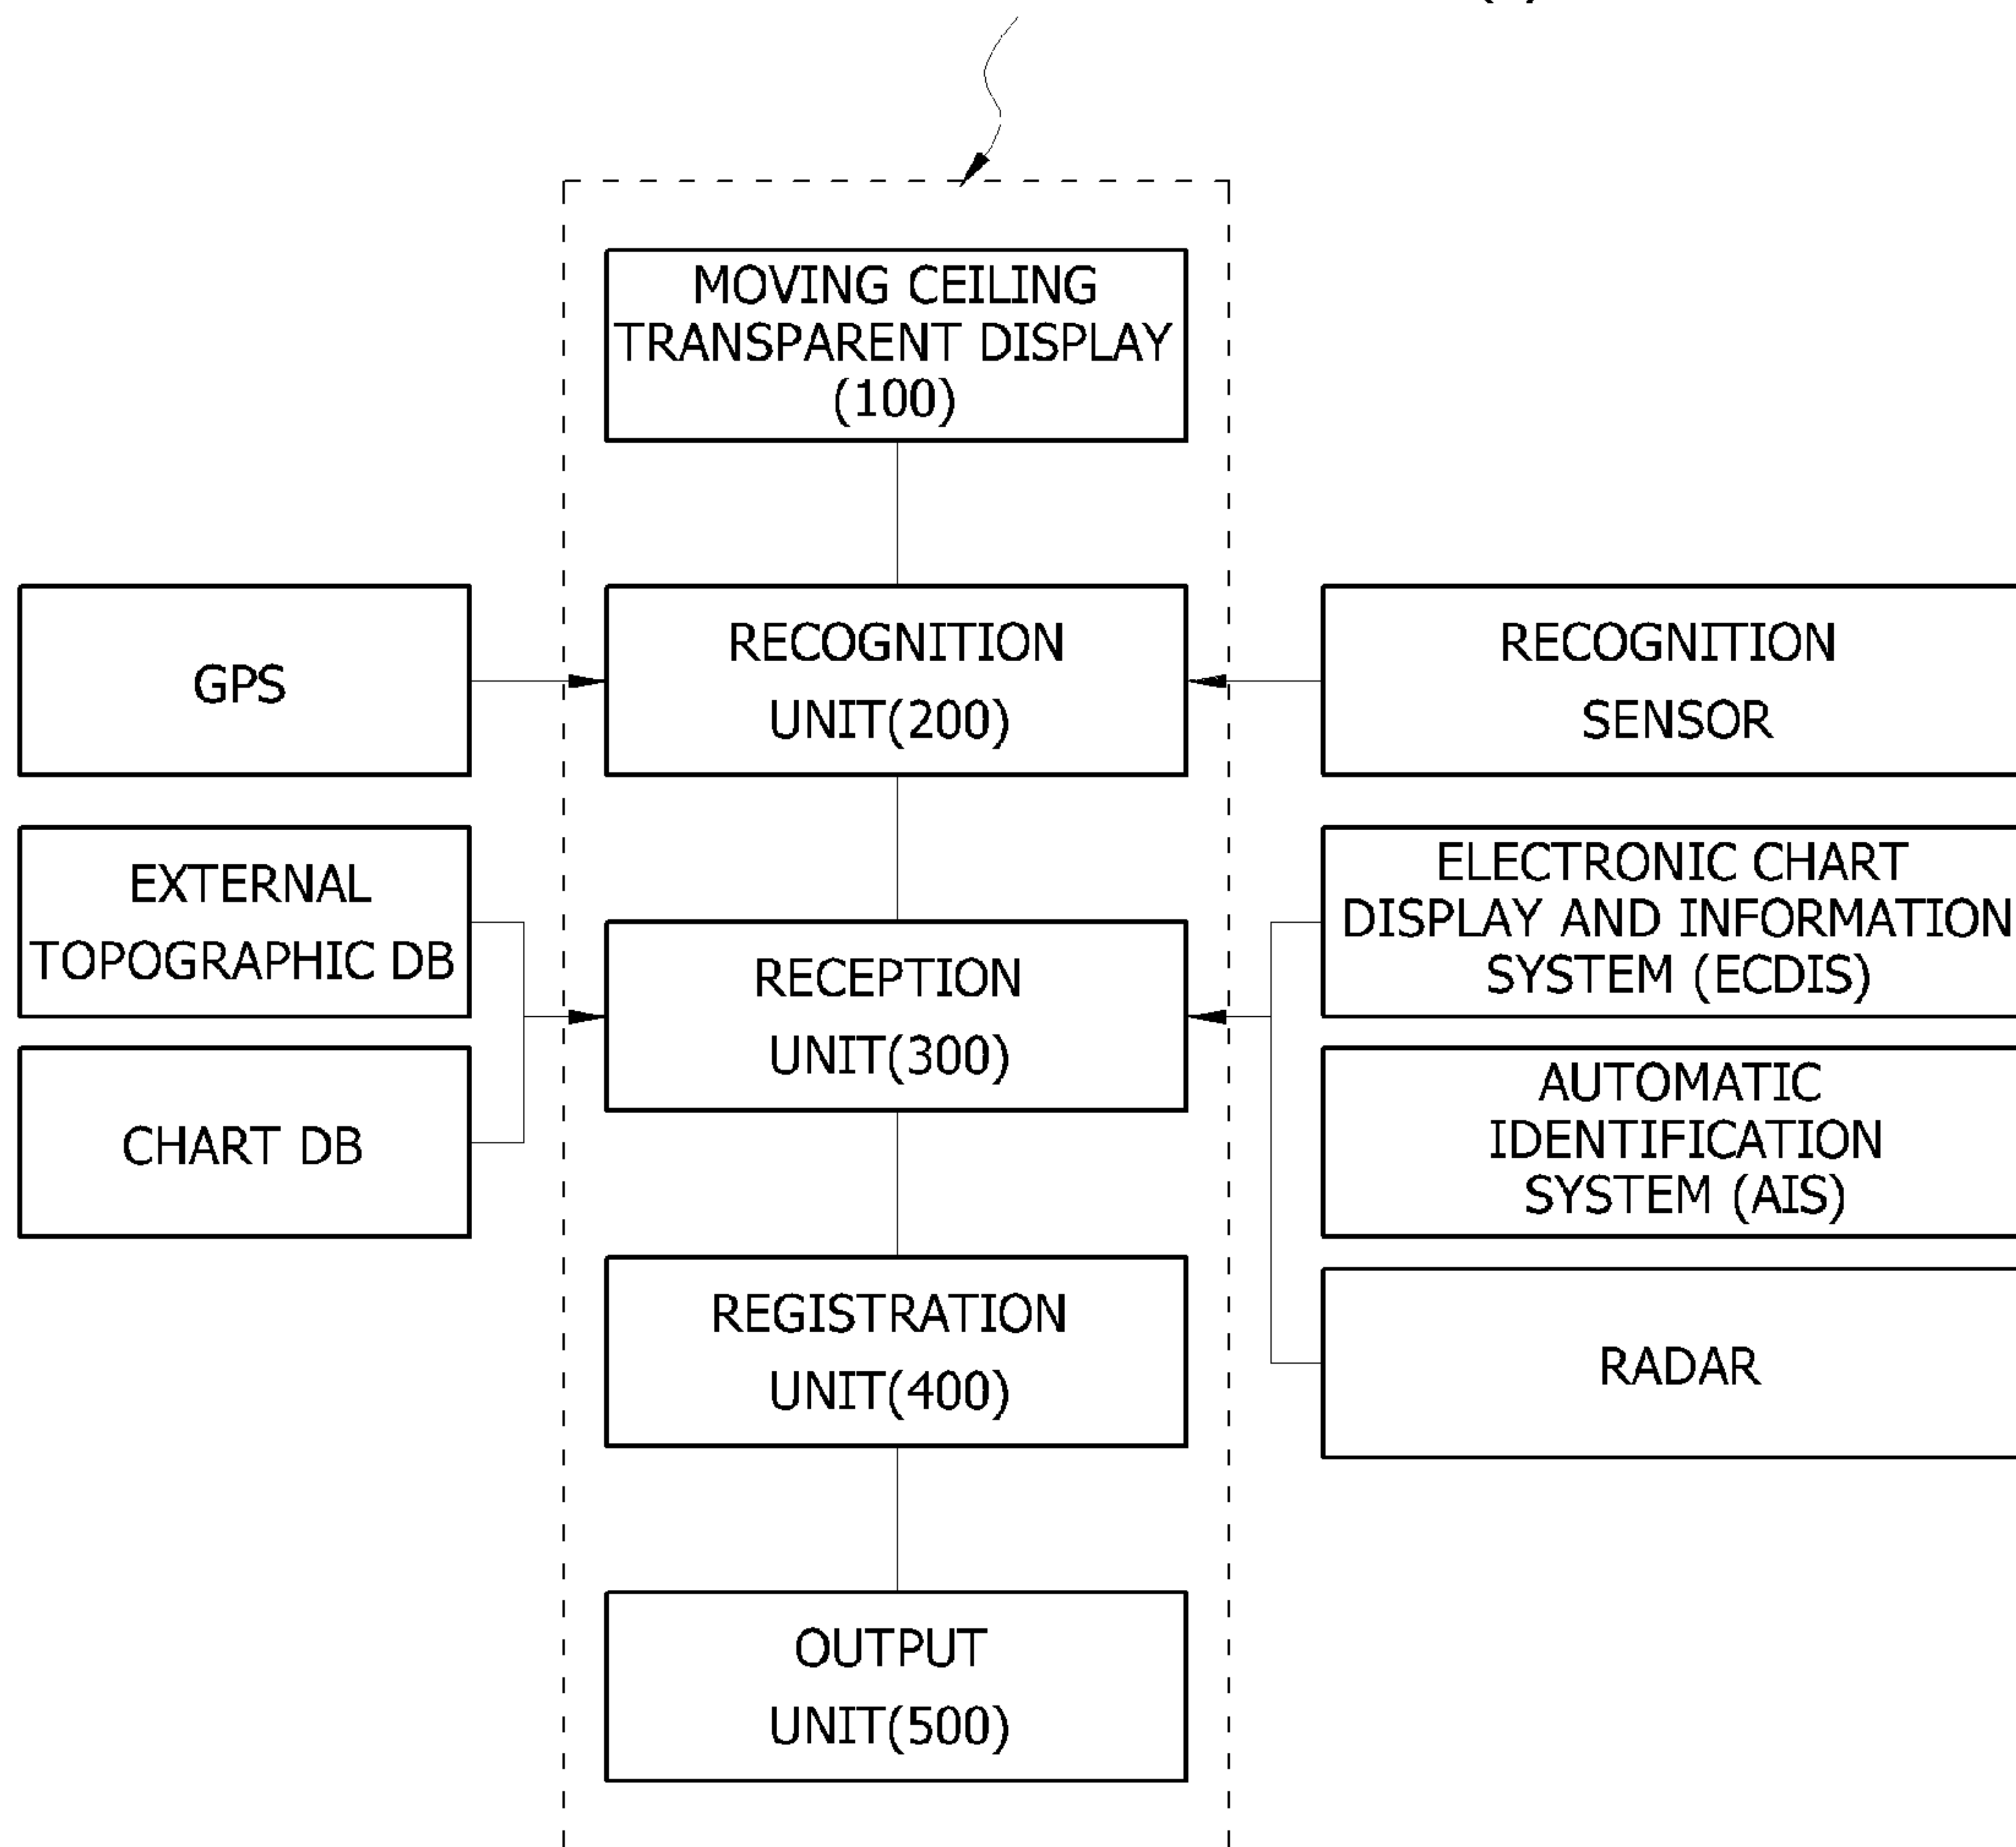 MOVING CEILING
TRANSPARENT DISPLAY
(100)
GPS
RECOGNITION
UNIT(200)
RECOGNITION
SENSOR
EXTERNAL
TOPOGRAPHIC DB
CHART DB
RECEPTION
UNIT(300)
ELECTRONIC CHART
DISPLAY AND INFORMATION
SYSTEM (ECDIS)
AUTOMATIC
IDENTIFICATION
SYSTEM (AIS)
RADAR
REGISTRATION
UNIT(400)
OUTPUT
UNIT(500)